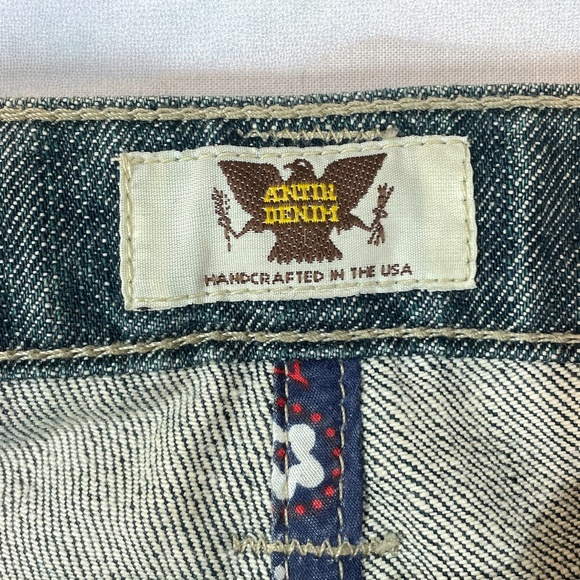 ANTIK
DENIM
HANDCRAFTED IN THE USA